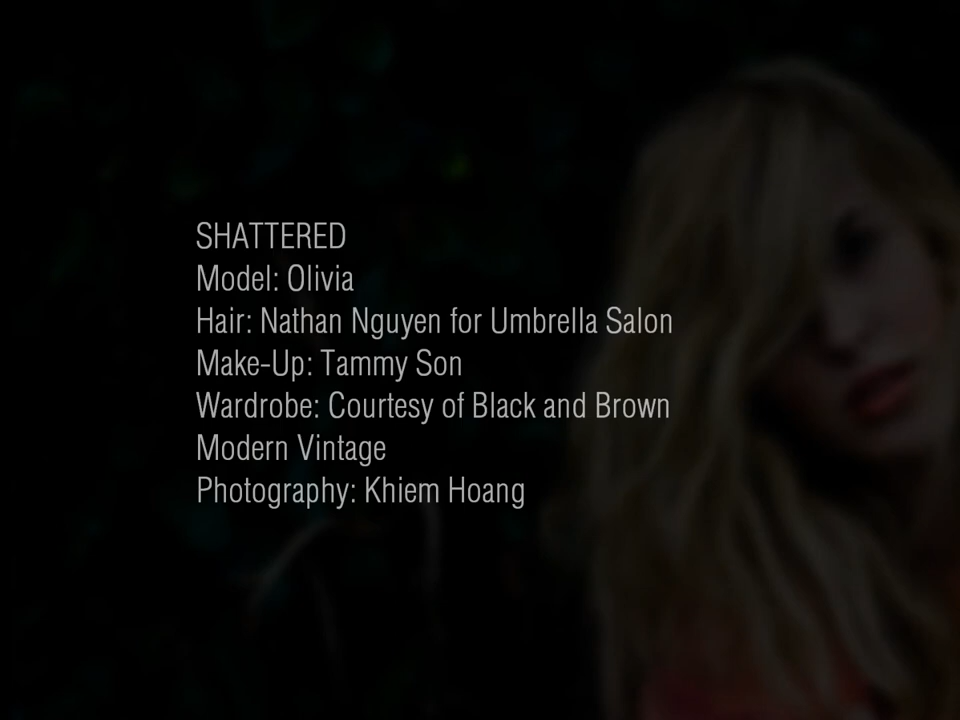 SHATTERED
Model: Olivia
Hair: Nathan Nguyen for Umbrella Salon
Make-Up: Tammy Son
Wardrobe: Courtesy of Black and Brown
Modern Vintage
Photography: Khiem Hoang